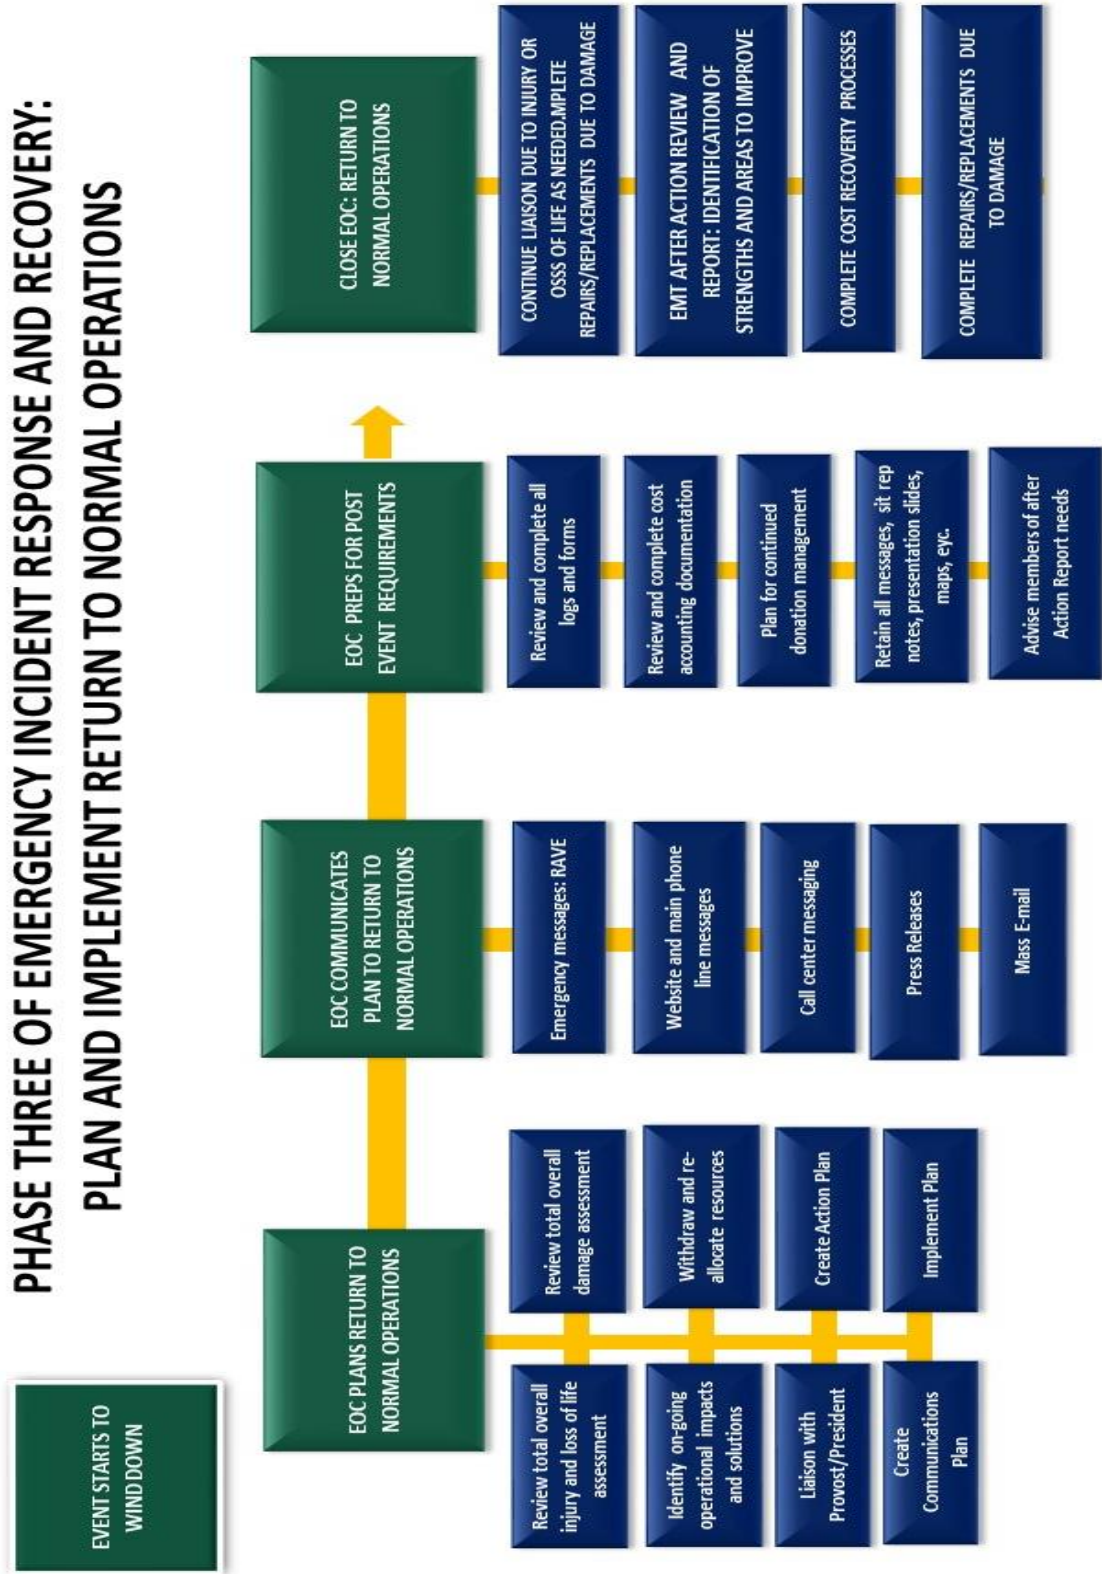 PHASE THREE OF EMERGENCY INCIDENT RESPONSE AND RECOVERY:
PLAN AND IMPLEMENT RETURN TO NORMAL OPERATIONS
EVENT STARTS TO
WIND DOWN
EOC PLANS RETURN TO
NORMAL OPERATIONS
Review total overall
injury and loss of life
assessment
Review total overall
damage assessment
Identify on-going
operational impacts
and solutions
Withdraw and re-
allocate resources
Liaison with
Provost/President
Create Action Plan
Create
Communications
Plan
Implement Plan
EOC COMMUNICATES
PLAN TO RETURN TO
NORMAL OPERATIONS
Emergency messages: RAVE
Website and main phone
line messages
Call center messaging
Press Releases
Mass E-mail
EOC PREPS FOR POST
EVENT REQUIREMENTS
Review and complete all
logs and forms
Review and complete cost
accounting documentation
Plan for continued
donation management
Retain all messages, sit rep
notes, presentation slides,
maps, eyc.
Advise members of after
Action Report needs
CLOSE EOC: RETURN TO
NORMAL OPERATIONS
CONTINUE LIAISON DUE TO INJURY OR
OSSS OF LIFE AS NEEDED.MPLETE
REPAIRS/REPLACEMENTS DUE TO DAMAGE
EMT AFTER ACTION REVIEW AND
REPORT: IDENTIFICATION OF
STRENGTHS AND AREAS TO IMPROVE
COMPLETE COST RECOVERTY PROCESSES
COMPLETE REPAIRS/REPLACEMENTS DUE
TO DAMAGE